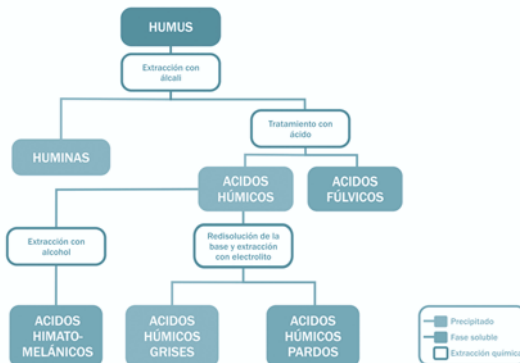 HUMUS
Extracción con
álcali
Tratamiento con
ácido
HUMINAS
ACIDOS
HÚMICOS
ACIDOS
FÚLVICOS
Extracción con
alcohol
Redisolución de la
base y extracción
con electrolito
ACIDOS
HIMATO-
MELÁNICOS
ACIDOS
HÚMICOS
GRISES
ACIDOS
HÚMICOS
PARDOS
Precipitado
Fase soluble
Extracción química